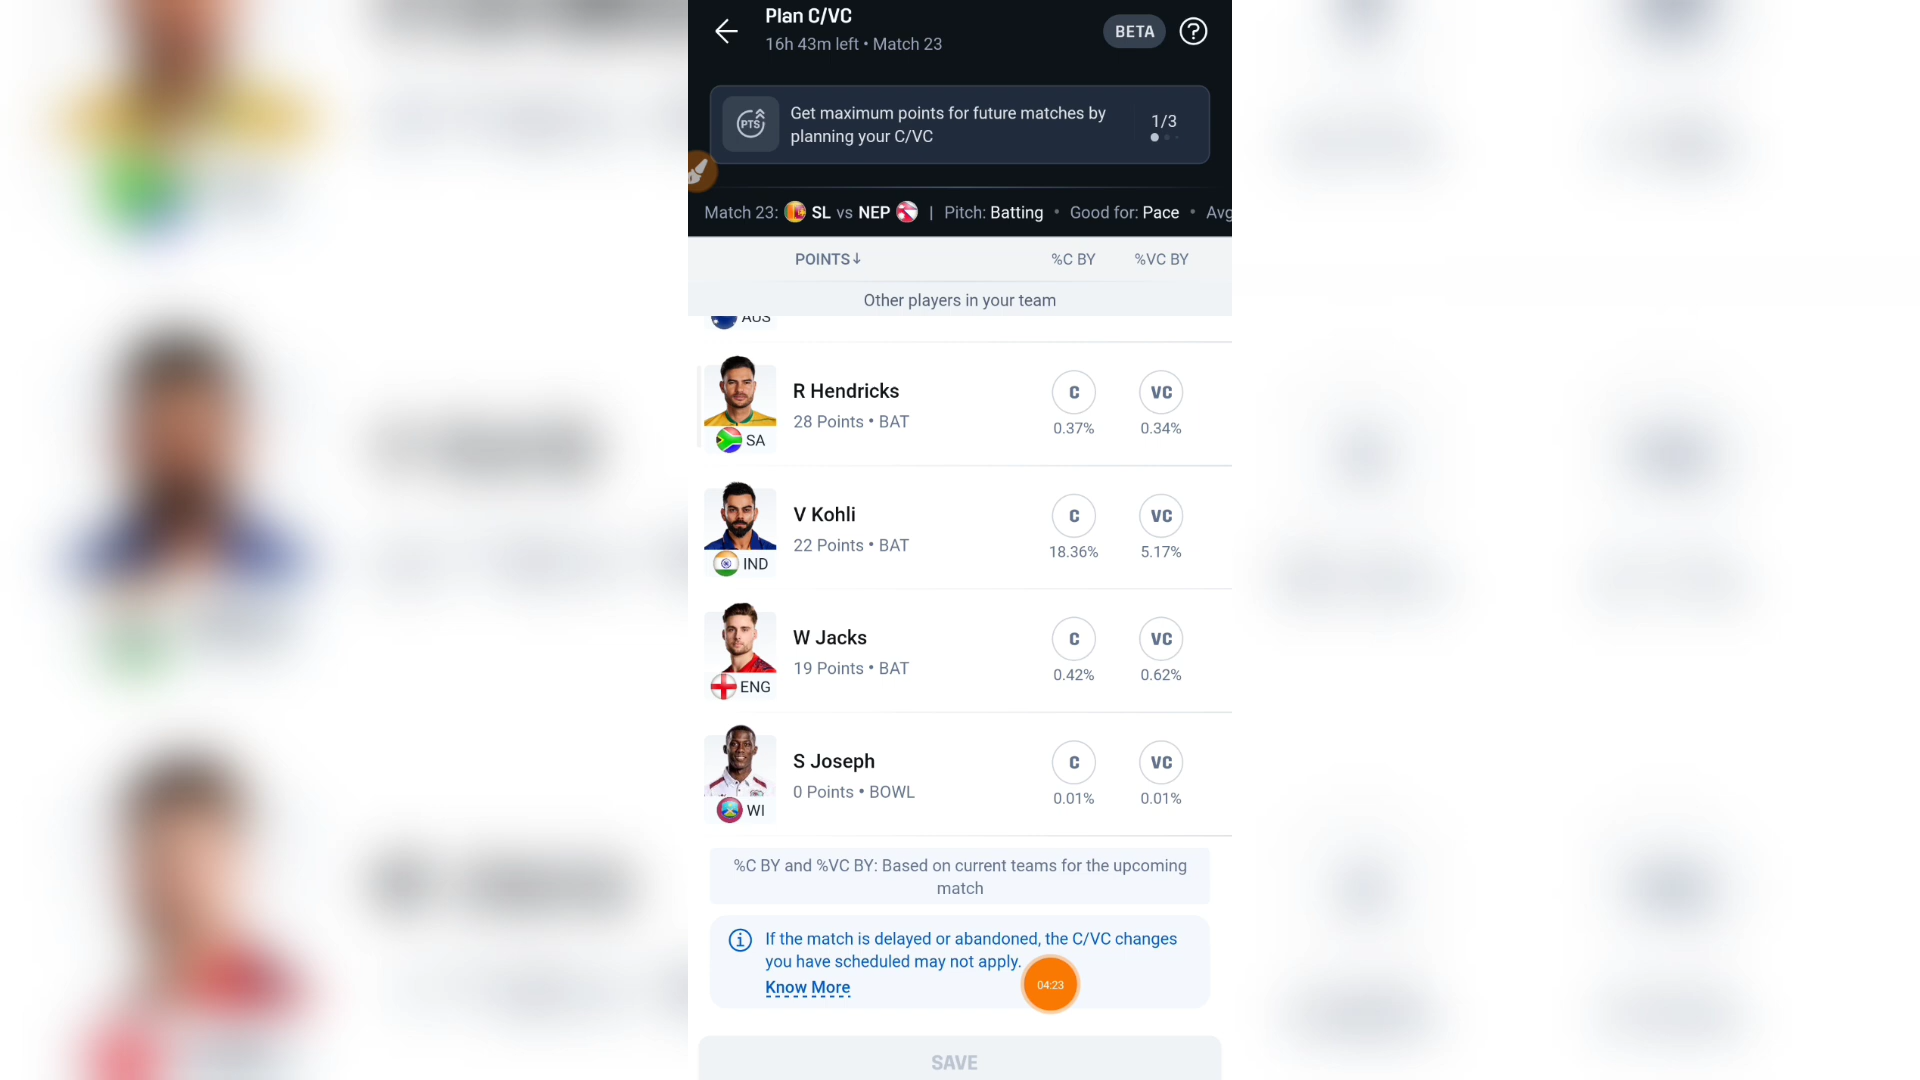 Plan C/VC
16h 43m left • Match 23
BETA
?
PTS
Get maximum points for future matches by
planning your C/VC
1/3
Match 23: SL vs NEP | Pitch: Batting • Good for: Pace • Avg
POINTS↓ %C BY %VC BY
Other players in your team
AUS
R Hendricks
28 Points • BAT
SA
C VC
0.37% 0.34%
V Kohli
22 Points • BAT
IND
C VC
18.36% 5.17%
W Jacks
19 Points • BAT
ENG
C VC
0.42% 0.62%
S Joseph
0 Points • BOWL
WI
C VC
0.01% 0.01%
%C BY and %VC BY: Based on current teams for the upcoming
match
If the match is delayed or abandoned, the C/VC changes
you have scheduled may not apply.
Know More
04:23
SAVE